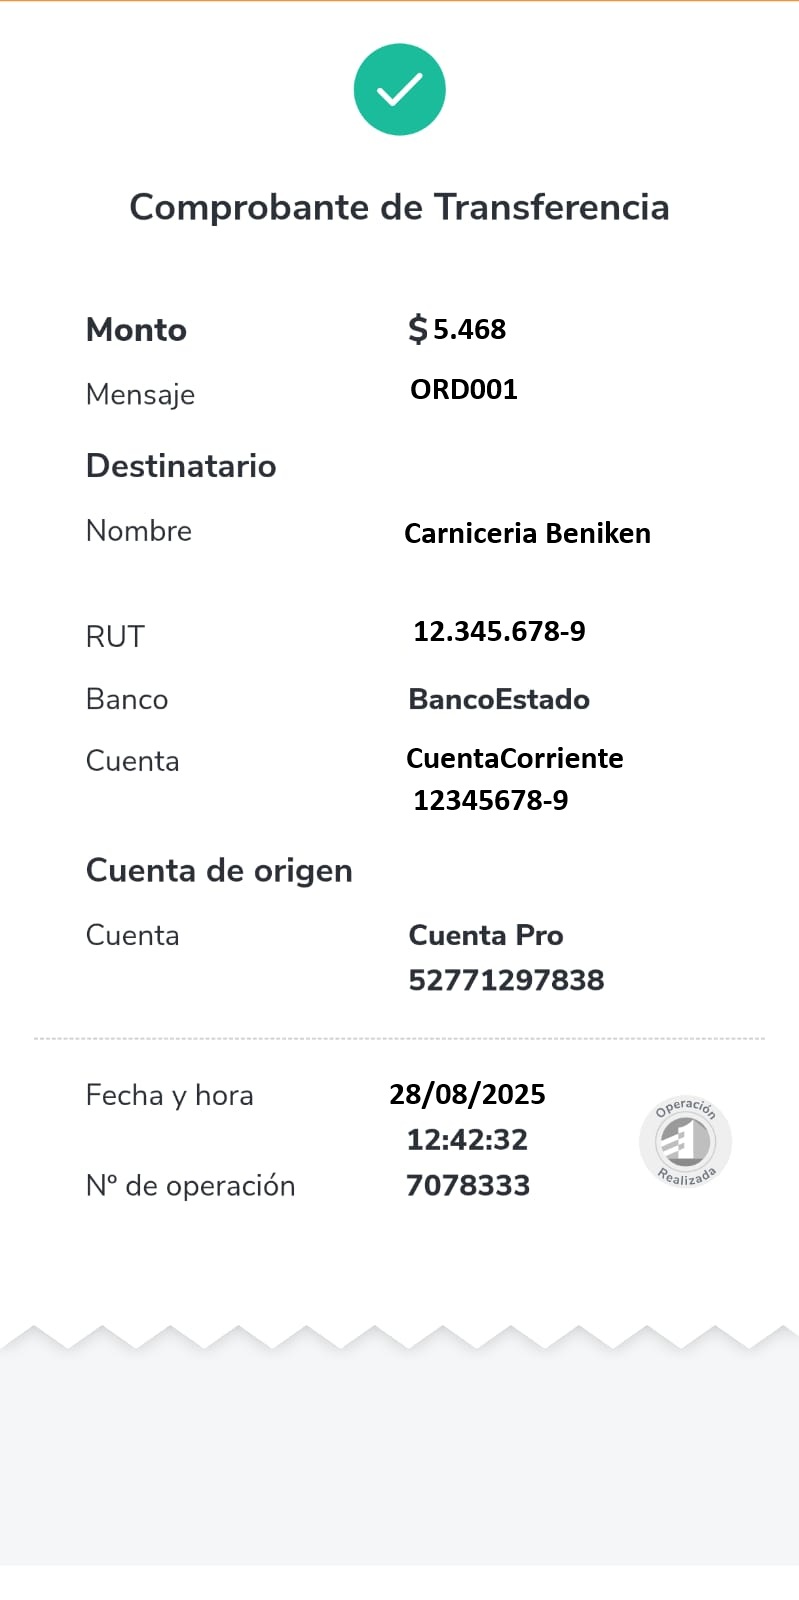 Comprobante de Transferencia
Monto $ 5.468
Mensaje ORD001
Destinatario
Nombre Carniceria Beniken
RUT 12.345.678-9
Banco BancoEstado
Cuenta CuentaCorriente
12345678-9
Cuenta de origen
Cuenta Cuenta Pro
52771297838
Fecha y hora 28/08/2025
12:42:32
Nº de operación 7078333
Operación
Realizada